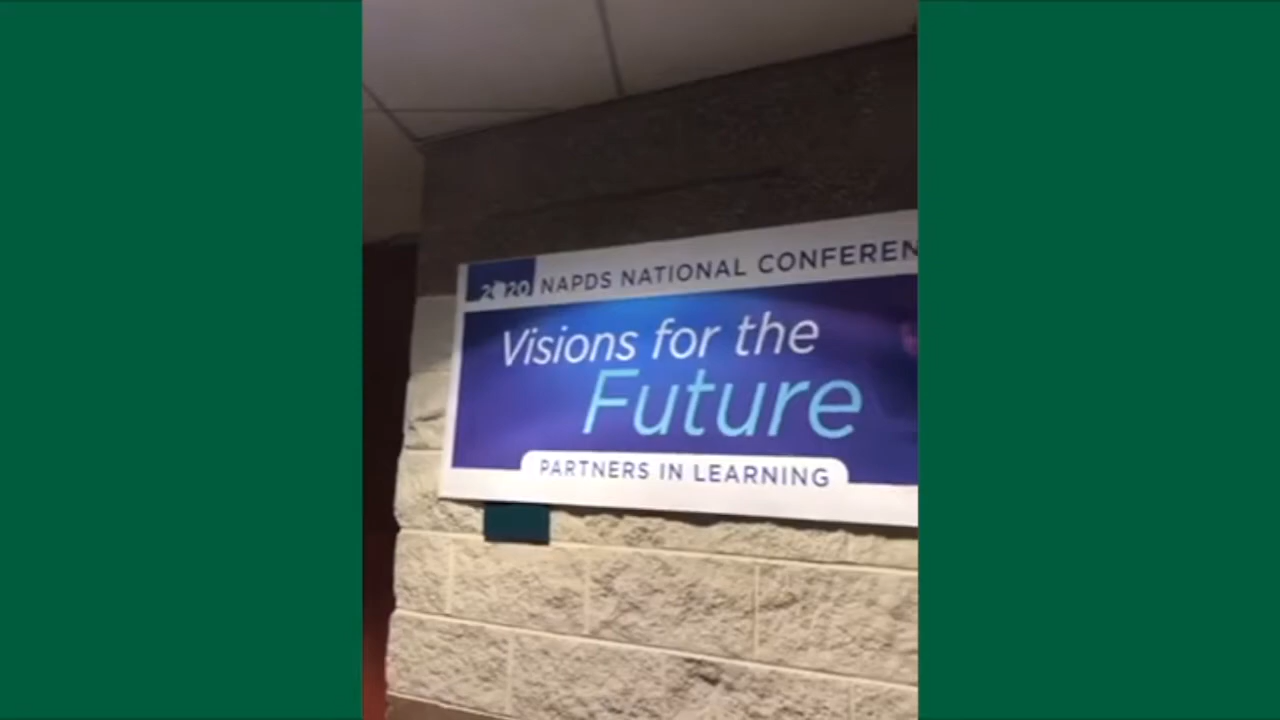 2020 NAPDS NATIONAL CONFEREN
Visions for the
Future
PARTNERS IN LEARNING